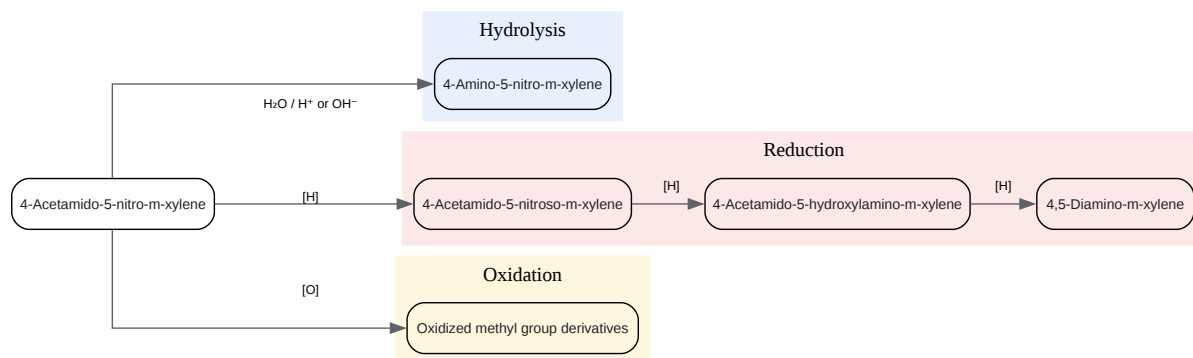 Hydrolysis
4-Amino-5-nitro-m-xylene
H₂O / H⁺ or OH⁻
Reduction
4-Acetamido-5-nitro-m-xylene
[H]
4-Acetamido-5-nitroso-m-xylene
[H]
4-Acetamido-5-hydroxylamino-m-xylene
[H]
4,5-Diamino-m-xylene
Oxidation
[O]
Oxidized methyl group derivatives